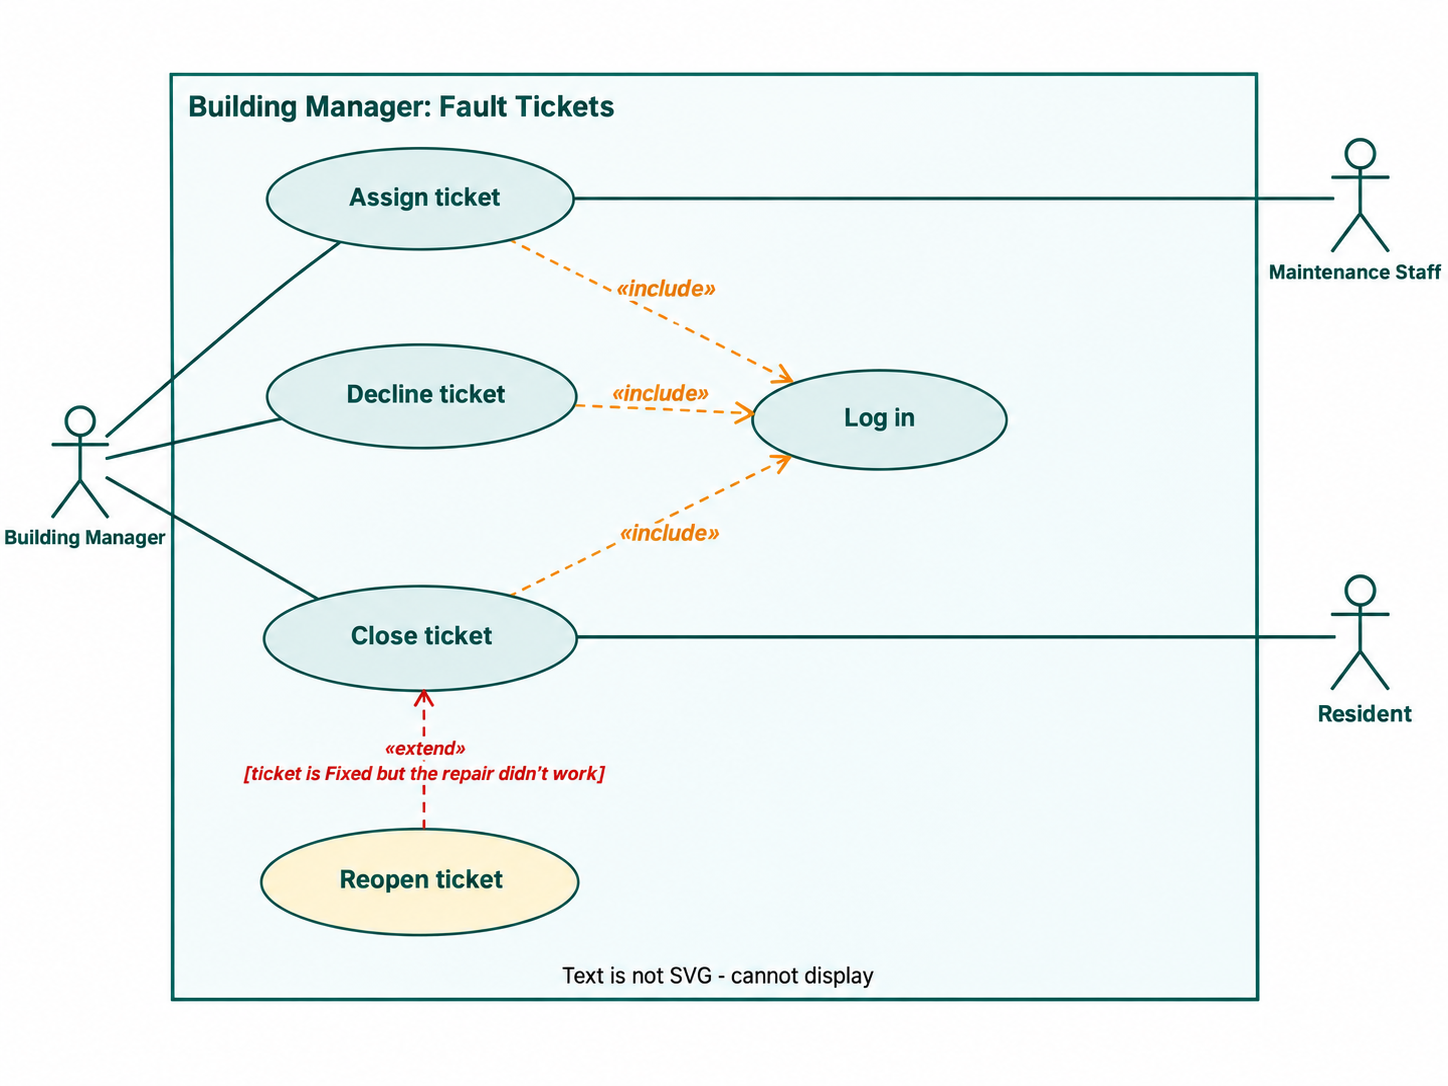 Building Manager: Fault Tickets
Assign ticket
Maintenance Staff
«include»
Decline ticket
«include»
Log in
Building Manager
«include»
Close ticket
Resident
«extend»
[ticket is Fixed but the repair didn't work]
Reopen ticket
Text is not SVG - cannot display